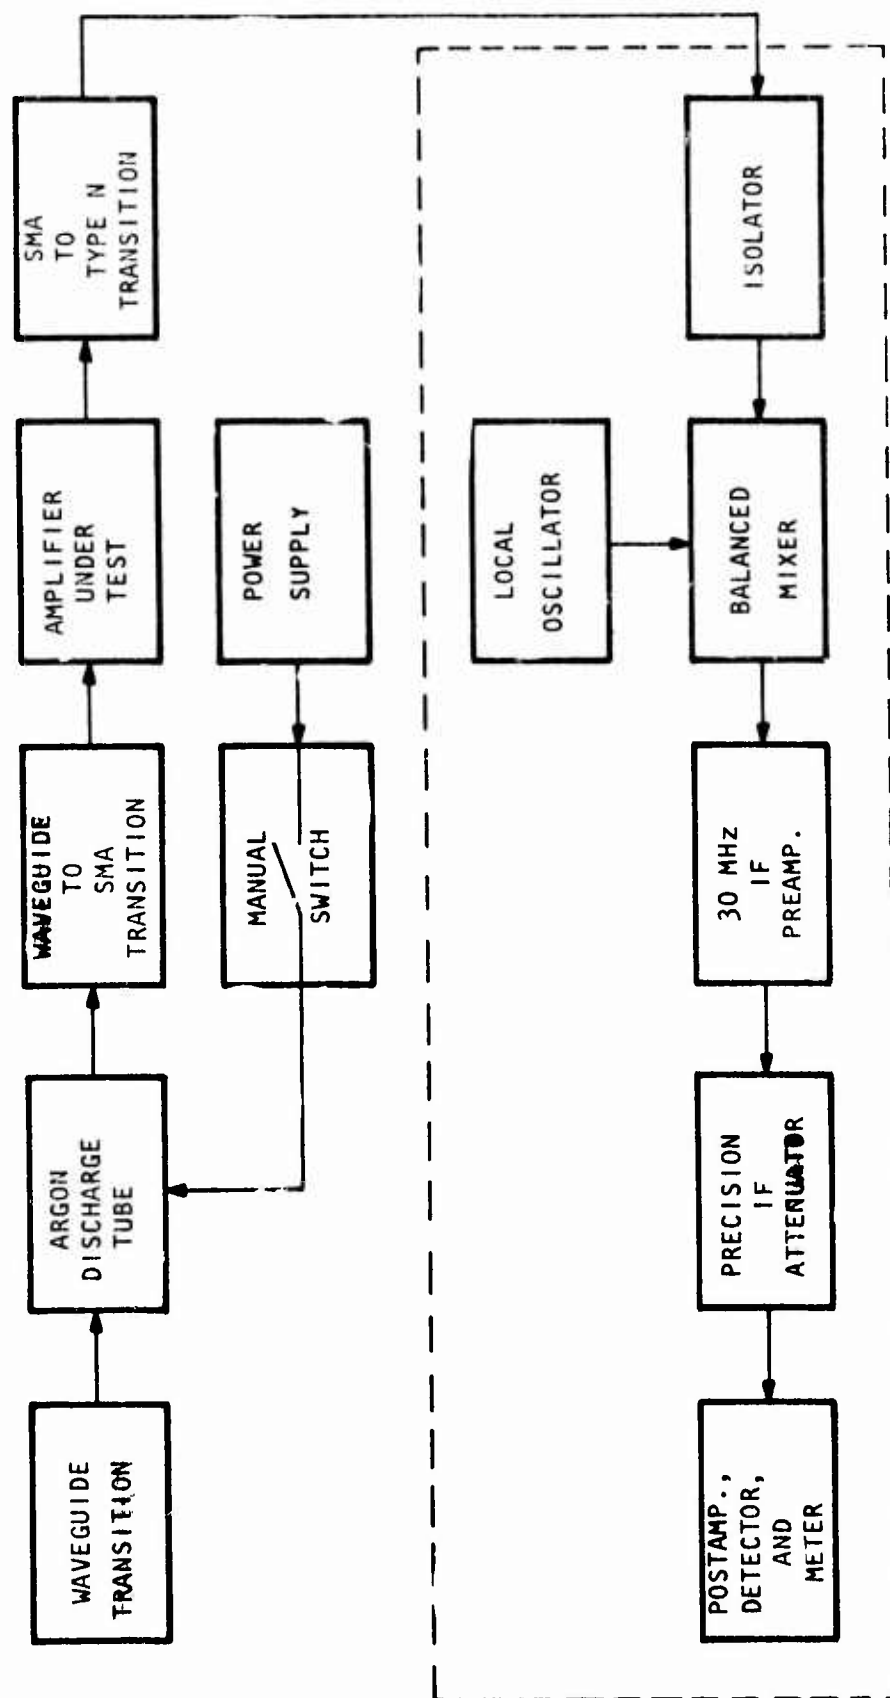 WAVEGUIDE
TRANSITION
ARGON
DISCHARGE
TUBE
WAVEGUIDE
TO
SMA
TRANSITION
AMPLIFIER
UNDER
TEST
SMA
TO
TYPE N
TRANSITION
MANUAL
SWITCH
POWER
SUPPLY
LOCAL
OSCILLATOR
POSTAMP.,
DETECTOR,
AND
METER
PRECISION
IF
ATTENUATOR
30 MHz
IF
PREAMP.
BALANCED
MIXER
ISOLATOR